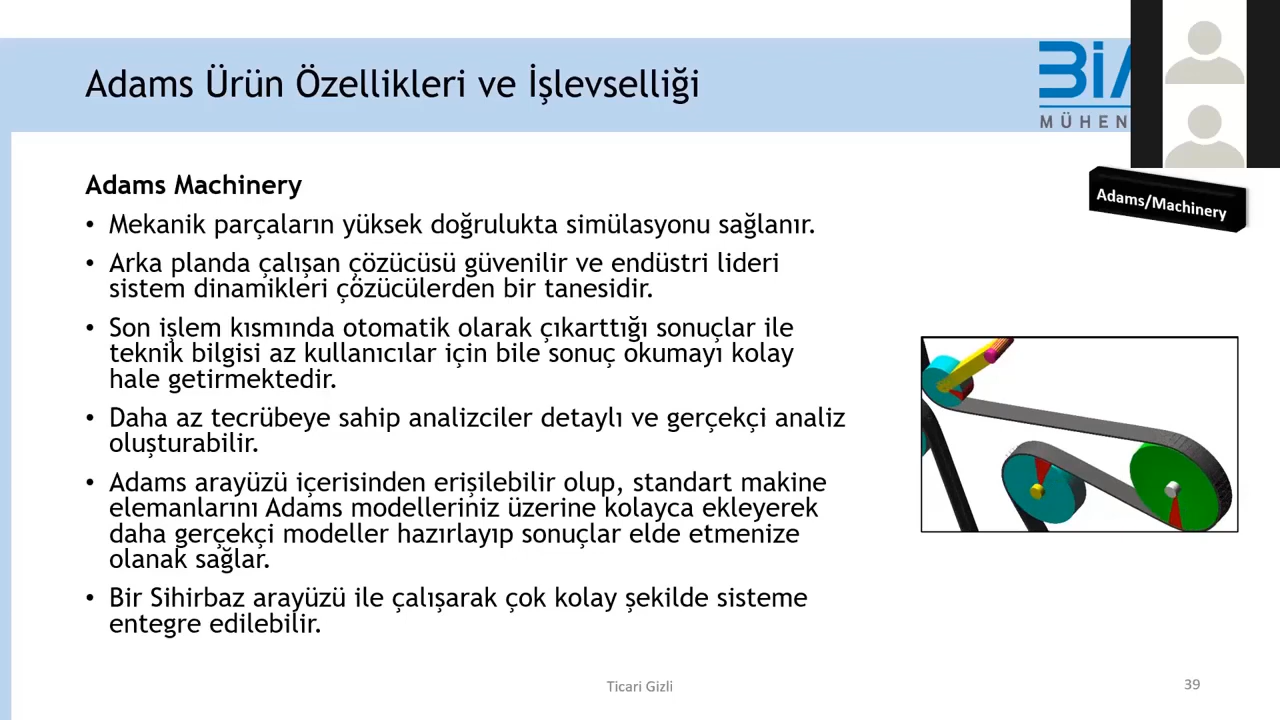 Adams Ürün Özellikleri ve İşlevselliği
MÜHEN
Adams/Machinery
Adams Machinery
• Mekanik parçaların yüksek doğrulukta simülasyonu sağlanır.
• Arka planda çalışan çözücüsü güvenilir ve endüstri lideri
sistem dinamikleri çözücülerden bir tanesidir.
• Son işlem kısmında otomatik olarak çıkarttığı sonuçlar ile
teknik bilgisi az kullanıcılar için bile sonuç okumayı kolay
hale getirmektedir.
• Daha az tecrübeye sahip analizciler detaylı ve gerçekçi analiz
oluşturabilir.
• Adams arayüzü içerisinden erişilebilir olup, standart makine
elemanlarını Adams modelleriniz üzerine kolayca ekleyerek
daha gerçekçi modeller hazırlayıp sonuçlar elde etmenize
olanak sağlar.
• Bir Sihirbaz arayüzü ile çalışarak çok kolay şekilde sisteme
entegre edilebilir.
Ticari Gizli
39